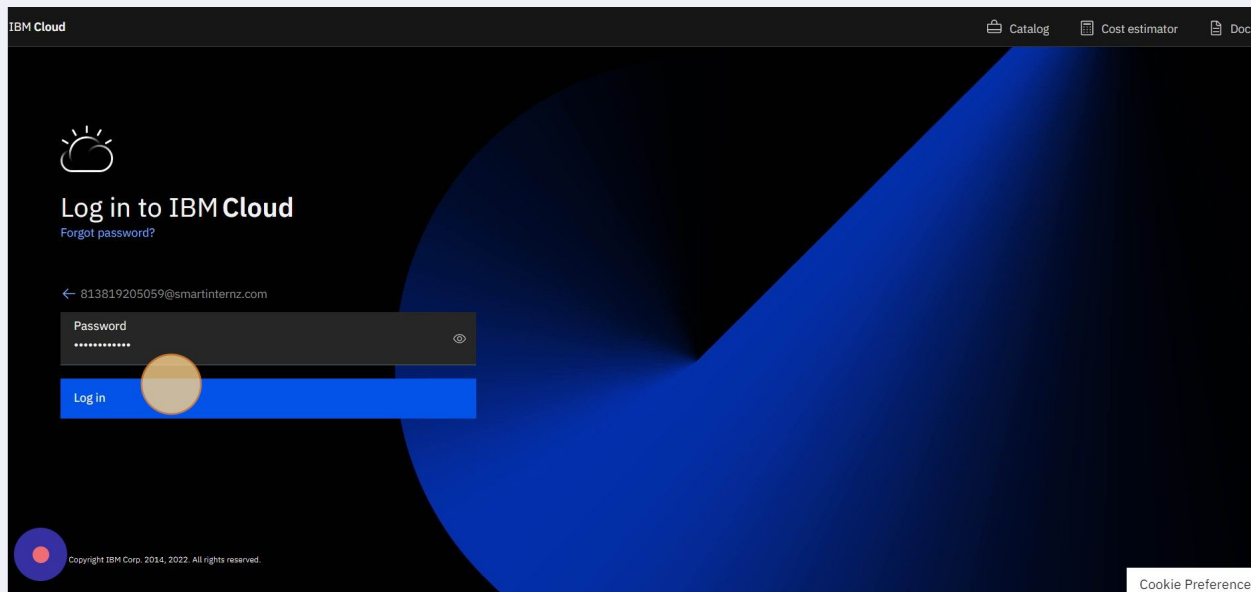 IBM Cloud
Catalog
Cost estimator
Doc
Log in to IBM Cloud
Forgot password?
813819205059@smartinternz.com
Password
Log in
Copyright IBM Corp. 2014, 2022. All rights reserved.
Cookie Preference